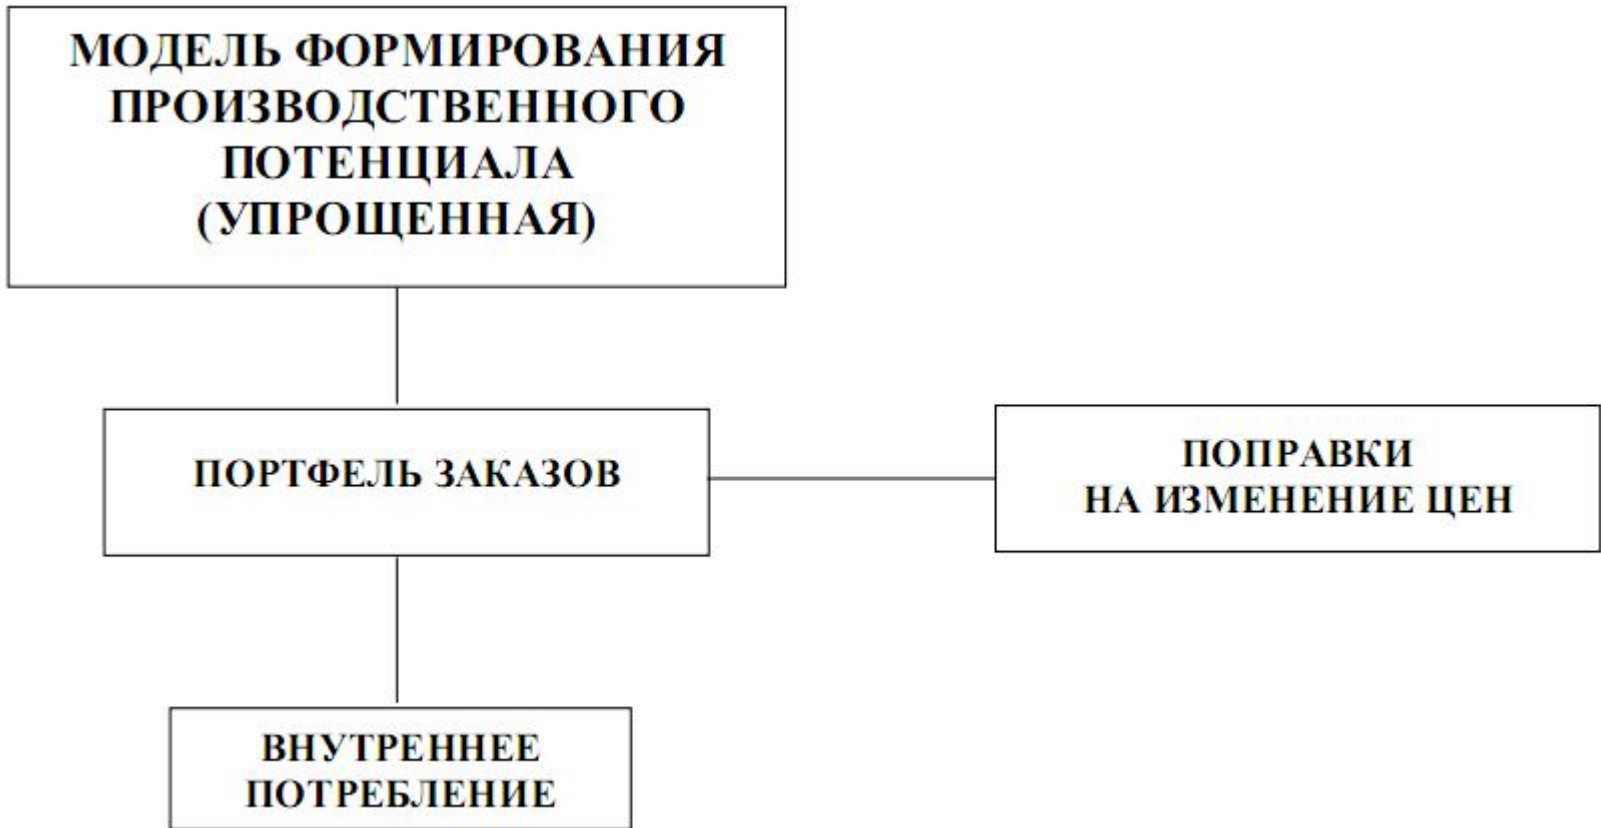 МОДЕЛЬ ФОРМИРОВАНИЯ
ПРОИЗВОДСТВЕННОГО
ПОТЕНЦИАЛА
(УПРОЩЕННАЯ)
ПОРТФЕЛЬ ЗАКАЗОВ
ПОПРАВКИ
НА ИЗМЕНЕНИЕ ЦЕН
ВНУТРЕННЕЕ
ПОТРЕБЛЕНИЕ